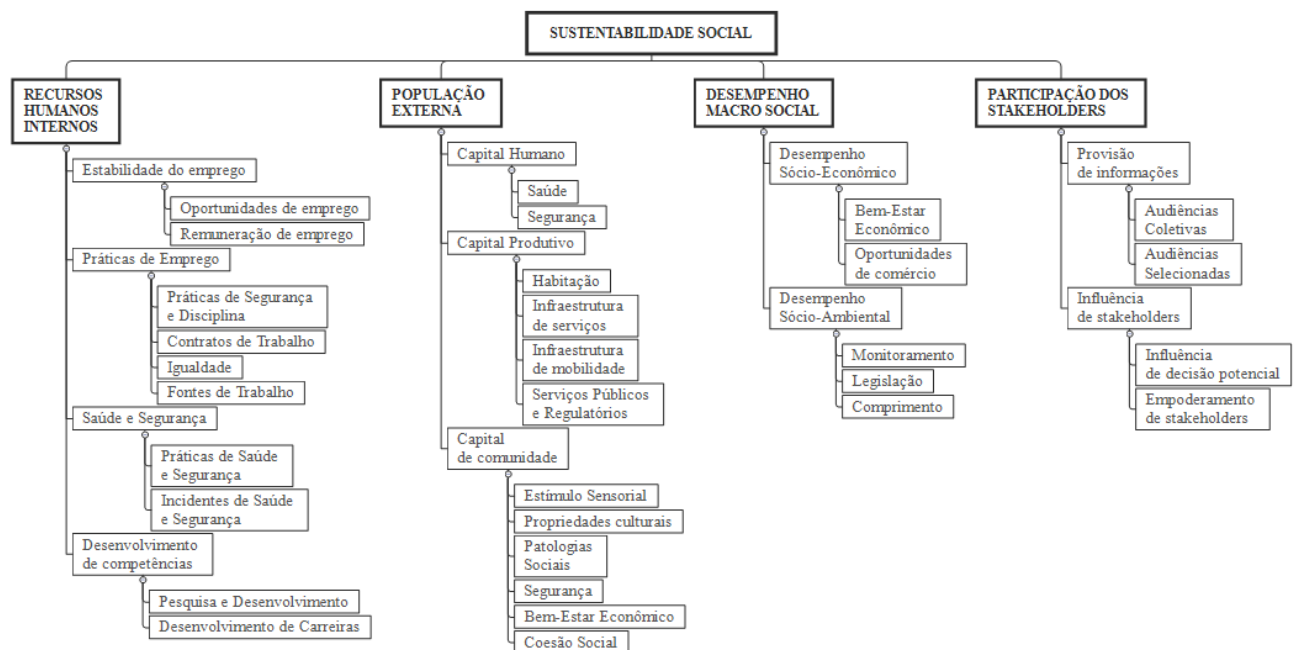 SUSTENTABILIDADE SOCIAL
RECURSOS
HUMANOS
INTERNOS
Estabilidade do emprego
Oportunidades de emprego
Remuneração de emprego
Práticas de Emprego
Práticas de Segurança
e Disciplina
Contratos de Trabalho
Igualdade
Fontes de Trabalho
Saúde e Segurança
Práticas de Saúde
e Segurança
Incidentes de Saúde
e Segurança
Desenvolvimento
de competências
Pesquisa e Desenvolvimento
Desenvolvimento de Carreiras
POPULAÇÃO
EXTERNA
Capital Humano
Saúde
Segurança
Capital Produtivo
Habitação
Infraestrutura
de serviços
Infraestrutura
de mobilidade
Serviços Públicos
e Regulatórios
Capital
de comunidade
Estímulo Sensorial
Propriedades culturais
Patologias
Sociais
Segurança
Bem-Estar Econômico
Coesão Social
DESEMPENHO
MACRO SOCIAL
Desempenho
Sócio-Econômico
Bem-Estar
Econômico
Oportunidades
de comércio
Desempenho
Sócio-Ambiental
Monitoramento
Legislação
Comprimento
PARTICIPAÇÃO DOS
STAKEHOLDERS
Provisão
de informações
Audiências
Coletivas
Audiências
Selecionadas
Influência
de stakeholders
Influência
de decisão potencial
Empoderamento
de stakeholders